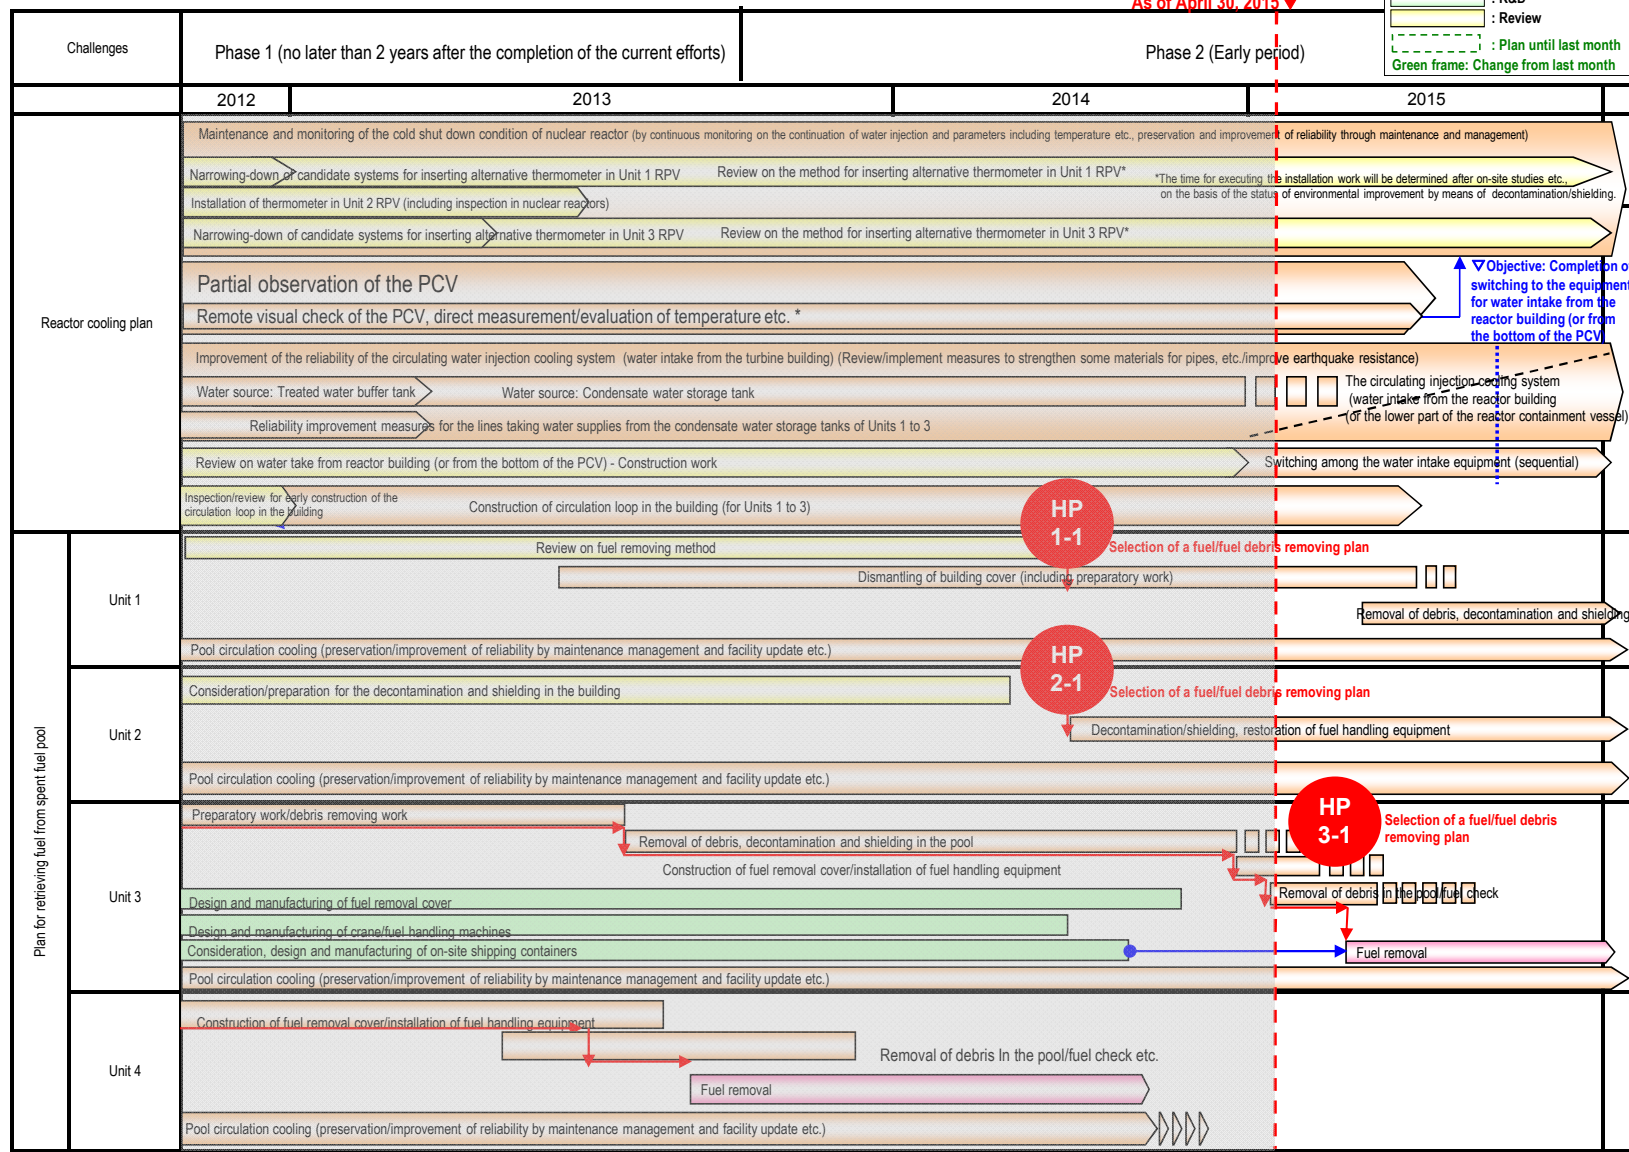 As of April 30, 2015
: R&D
: Review
: Plan until last month
Green frame: Change from last month
Challenges
Phase 1 (no later than 2 years after the completion of the current efforts)
Phase 2 (Early period)
2012
2013
2014
2015
Reactor cooling plan
Maintenance and monitoring of the cold shut down condition of nuclear reactor (by continuous monitoring on the continuation of water injection and parameters including temperature etc., preservation and improvement of reliability through maintenance and management)
Narrowing-down of candidate systems for inserting alternative thermometer in Unit 1 RPV
Review on the method for inserting alternative thermometer in Unit 1 RPV*
*The time for executing the installation work will be determined after on-site studies etc.,
on the basis of the status of environmental improvement by means of decontamination/shielding.
Installation of thermometer in Unit 2 RPV (including inspection in nuclear reactors)
Narrowing-down of candidate systems for inserting alternative thermometer in Unit 3 RPV
Review on the method for inserting alternative thermometer in Unit 3 RPV*
Partial observation of the PCV
Remote visual check of the PCV, direct measurement/evaluation of temperature etc. *
▽Objective: Completion of
switching to the equipment
for water intake from the
reactor building (or from
the bottom of the PCV)
Improvement of the reliability of the circulating water injection cooling system (water intake from the turbine building) (Review/implement measures to strengthen some materials for pipes, etc./improve earthquake resistance)
Water source: Treated water buffer tank
Water source: Condensate water storage tank
The circulating injection cooling system
(water intake from the reactor building
(or the lower part of the reactor containment vessel)
Reliability improvement measures for the lines taking water supplies from the condensate water storage tanks of Units 1 to 3
Review on water take from reactor building (or from the bottom of the PCV) - Construction work
Switching among the water intake equipment (sequential)
Inspection/review for early construction of the
circulation loop in the building
Construction of circulation loop in the building (for Units 1 to 3)
Plan for retrieving fuel from spent fuel pool
Unit 1
HP
1-1
Review on fuel removing method
Selection of a fuel/fuel debris removing plan
Dismantling of building cover (including preparatory work)
Removal of debris, decontamination and shielding
Pool circulation cooling (preservation/improvement of reliability by maintenance management and facility update etc.)
Unit 2
HP
2-1
Consideration/preparation for the decontamination and shielding in the building
Selection of a fuel/fuel debris removing plan
Decontamination/shielding, restoration of fuel handling equipment
Pool circulation cooling (preservation/improvement of reliability by maintenance management and facility update etc.)
Unit 3
HP
3-1
Selection of a fuel/fuel debris
removing plan
Preparatory work/debris removing work
Removal of debris, decontamination and shielding in the pool
Construction of fuel removal cover/installation of fuel handling equipment
Removal of debris in the pool/fuel check
Design and manufacturing of fuel removal cover
Design and manufacturing of crane/fuel handling machines
Consideration, design and manufacturing of on-site shipping containers
Fuel removal
Pool circulation cooling (preservation/improvement of reliability by maintenance management and facility update etc.)
Unit 4
Construction of fuel removal cover/installation of fuel handling equipment
Removal of debris In the pool/fuel check etc.
Fuel removal
Pool circulation cooling (preservation/improvement of reliability by maintenance management and facility update etc.)